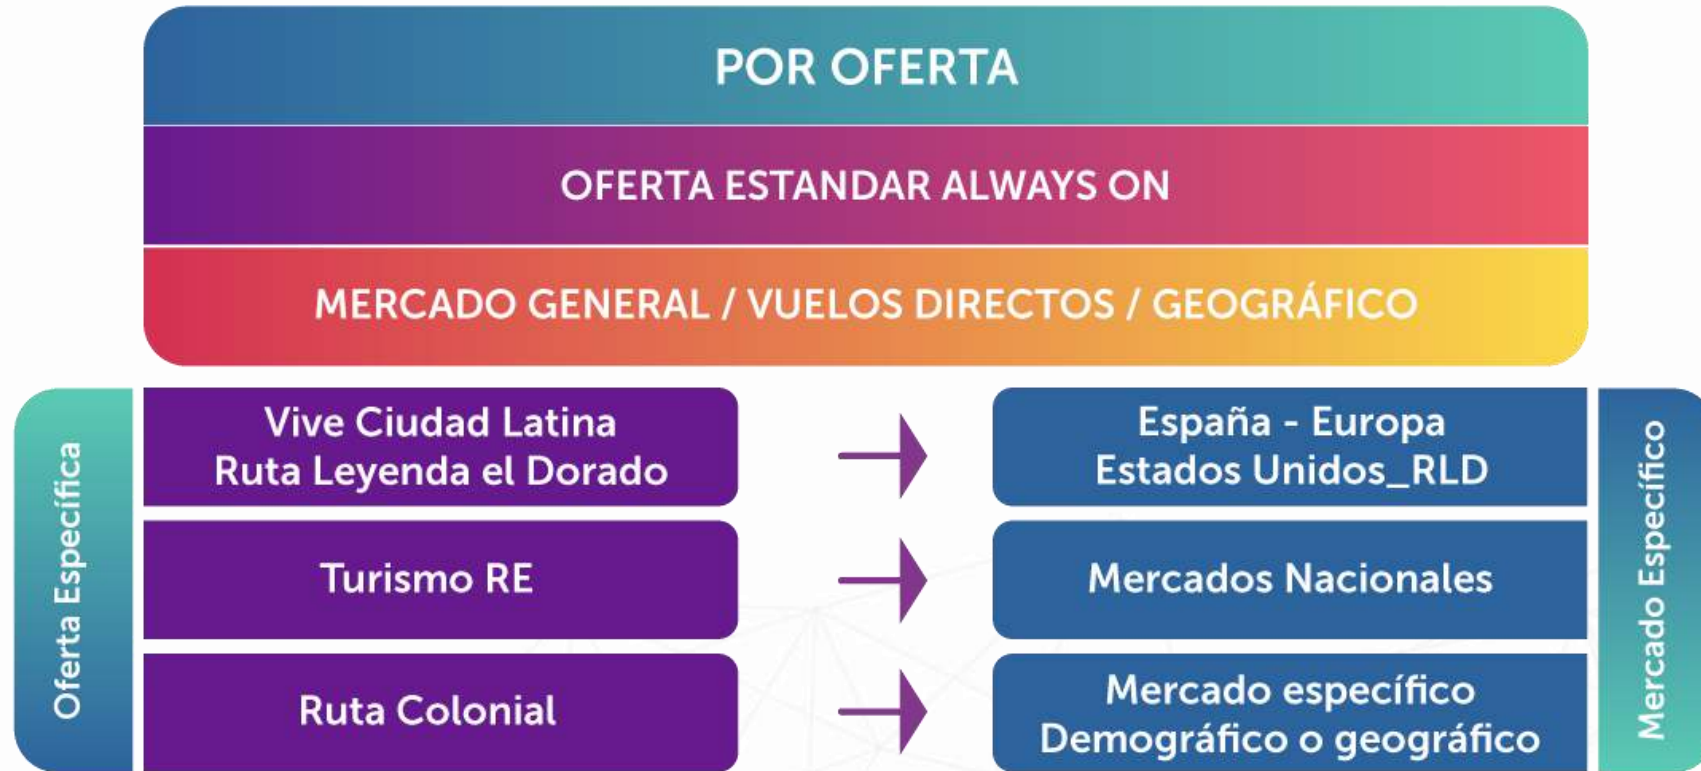 POR OFERTA
OFERTA ESTANDAR ALWAYS ON
MERCADO GENERAL / VUELOS DIRECTOS / GEOGRÁFICO
Oferta Específica
Vive Ciudad Latina
Ruta Leyenda el Dorado
España - Europa
Estados Unidos_RLD
Turismo RE
Mercados Nacionales
Ruta Colonial
Mercado específico
Demográfico o geográfico
Mercado Específico